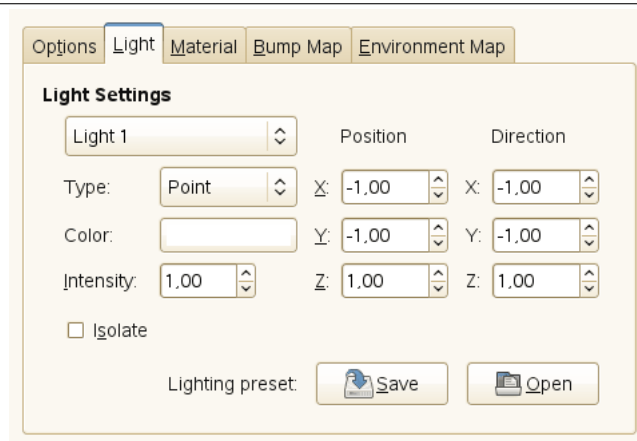 Options Light Material Bump Map Environment Map
Light Settings
Light 1 Position Direction
Type: Point X: -1,00 X: -1,00
Color: Y: -1,00 Y: -1,00
Intensity: 1,00 Z: 1,00 Z: 1,00
Isolate
Lighting preset: Save Open